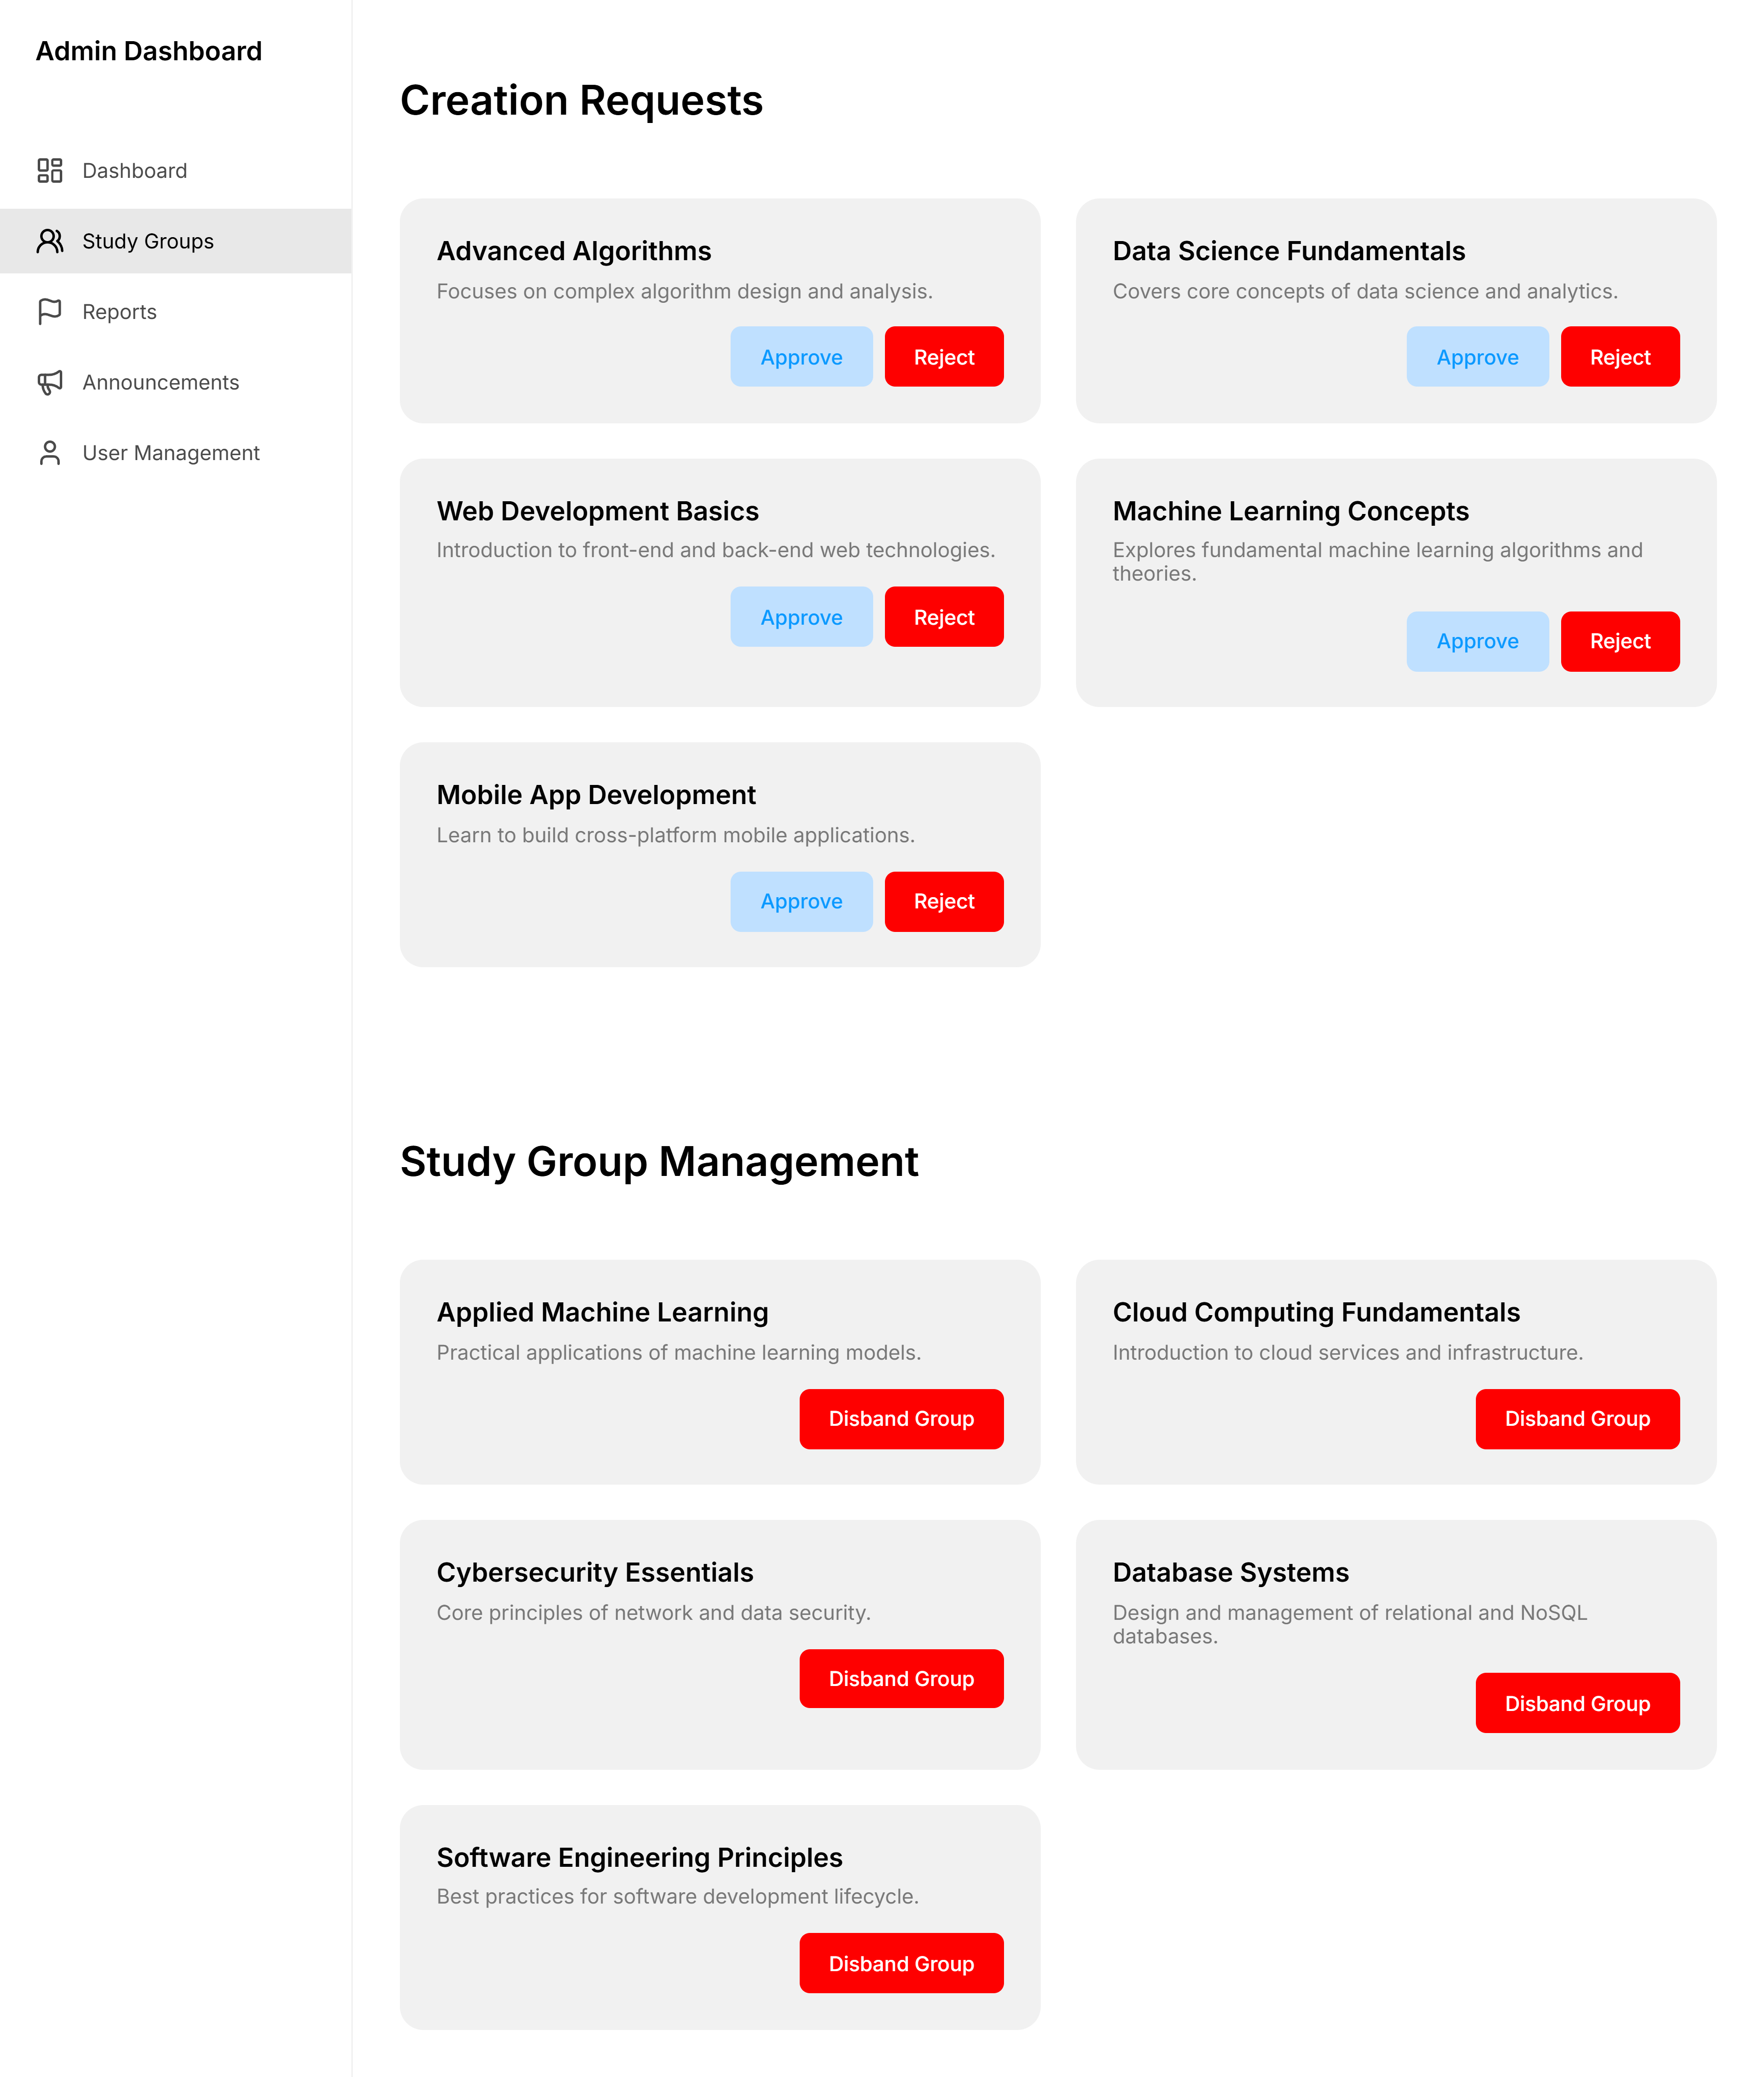 Admin Dashboard
Dashboard
Study Groups
Reports
Announcements
User Management
Creation Requests
Advanced Algorithms
Focuses on complex algorithm design and analysis.
Approve
Reject
Data Science Fundamentals
Covers core concepts of data science and analytics.
Approve
Reject
Web Development Basics
Introduction to front-end and back-end web technologies.
Approve
Reject
Machine Learning Concepts
Explores fundamental machine learning algorithms and
theories.
Approve
Reject
Mobile App Development
Learn to build cross-platform mobile applications.
Approve
Reject
Study Group Management
Applied Machine Learning
Practical applications of machine learning models.
Disband Group
Cloud Computing Fundamentals
Introduction to cloud services and infrastructure.
Disband Group
Cybersecurity Essentials
Core principles of network and data security.
Disband Group
Database Systems
Design and management of relational and NoSQL
databases.
Disband Group
Software Engineering Principles
Best practices for software development lifecycle.
Disband Group